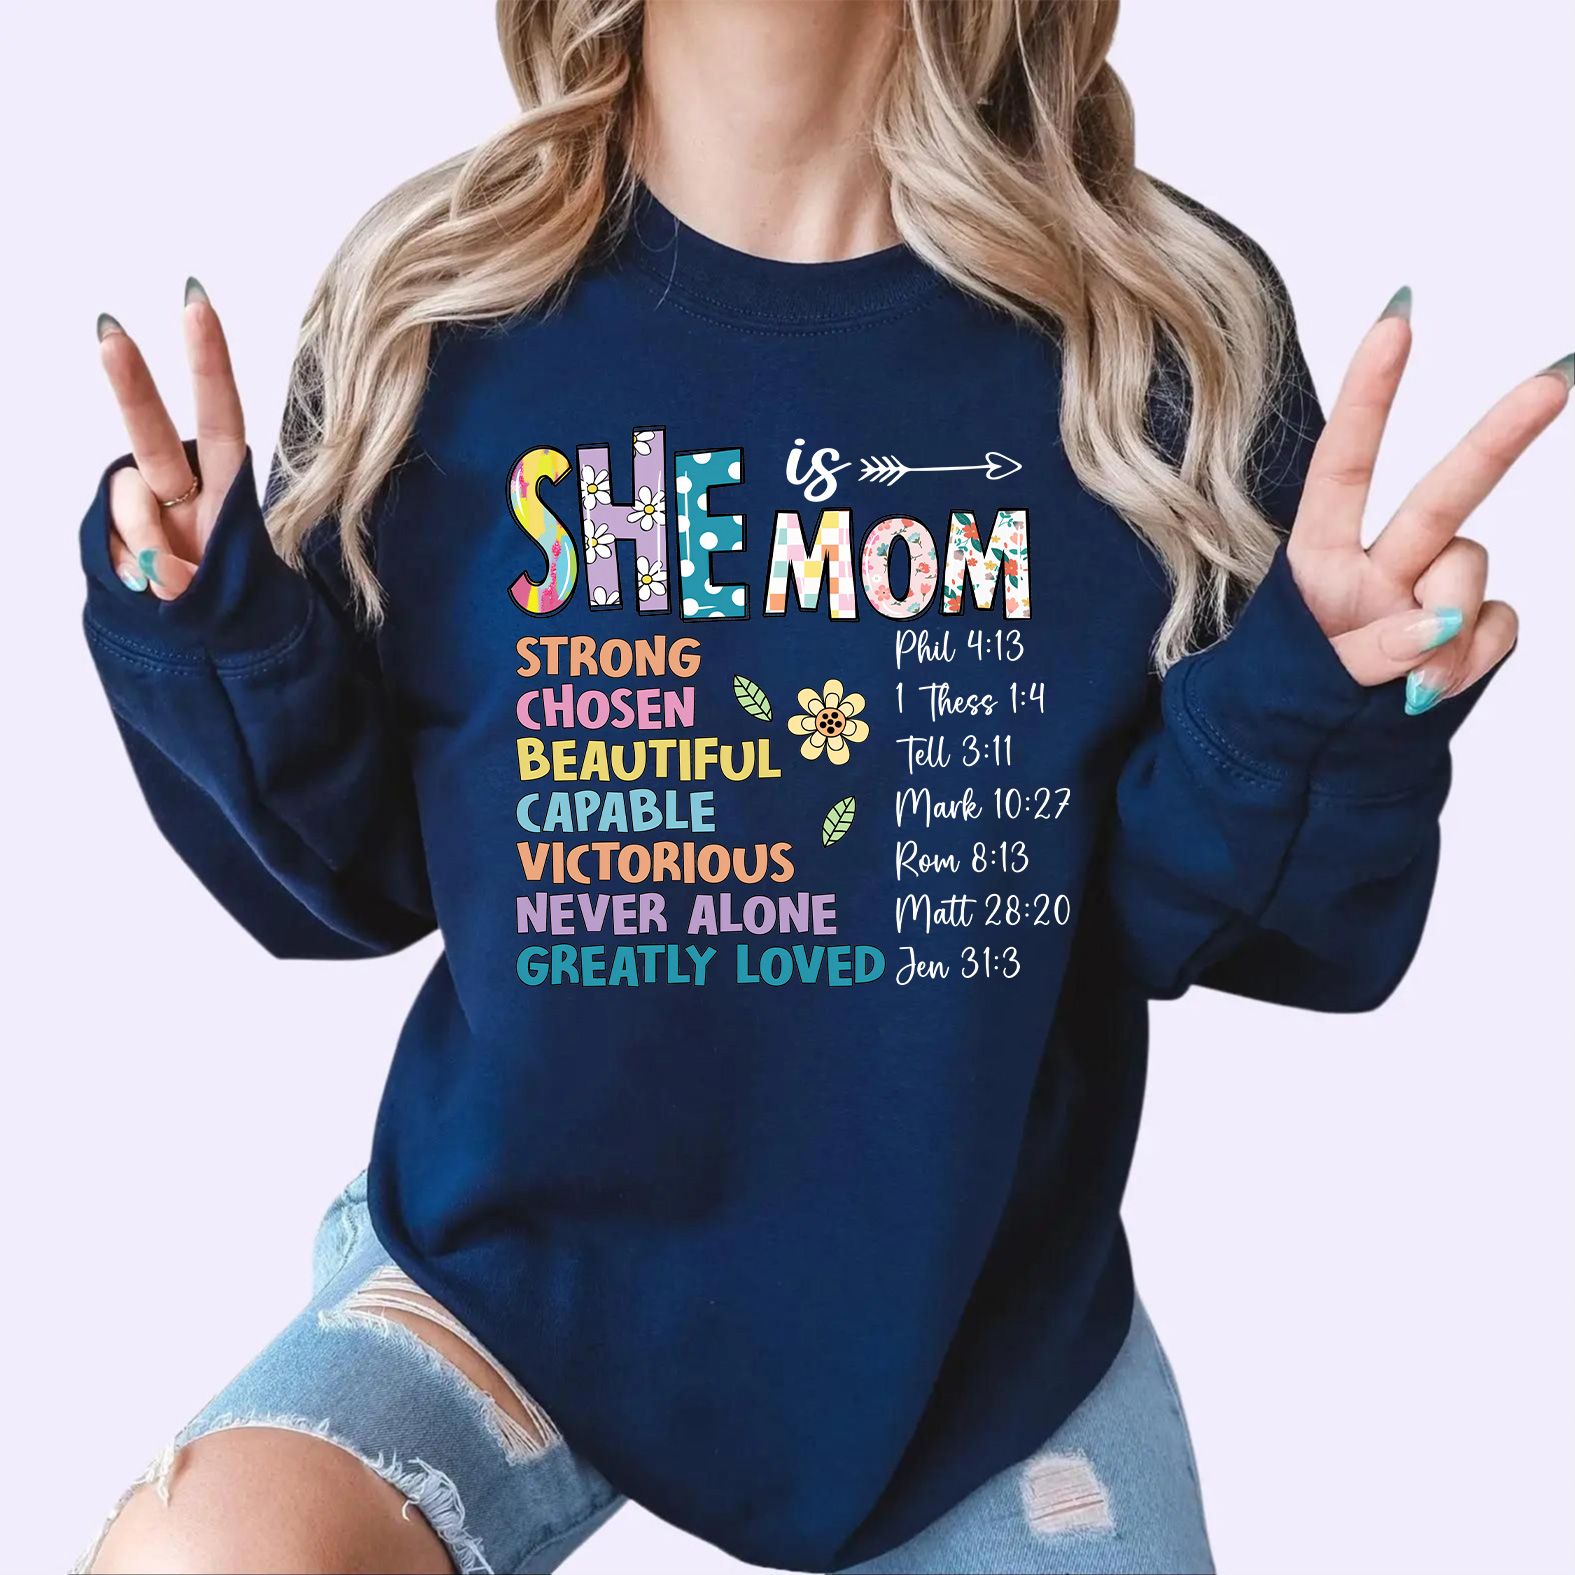 SHE is MOM
STRONG Phil 4:13
CHOSEN 1 Thess 1:4
BEAUTIFUL Tell 3:11
CAPABLE Mark 10:27
VICTORIOUS Rom 8:13
NEVER ALONE Matt 28:20
GREATLY LOVED Jen 31:3